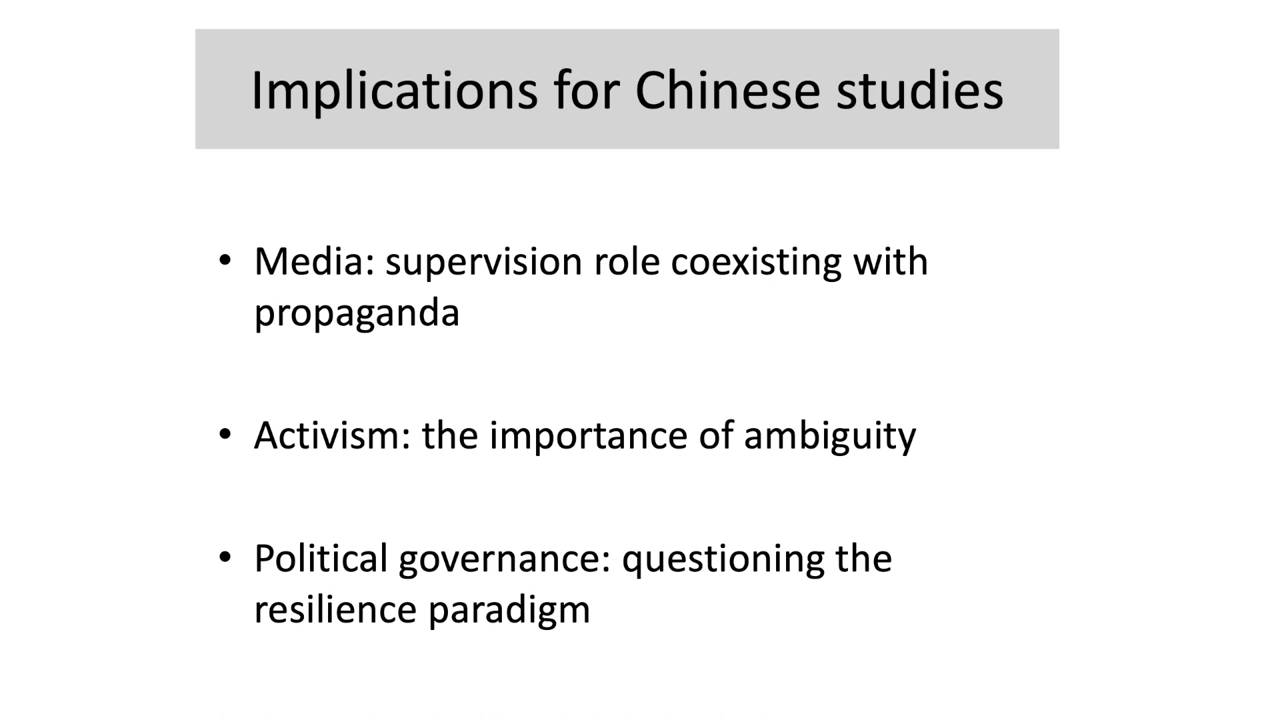 Implications for Chinese studies
• Media: supervision role coexisting with
propaganda
• Activism: the importance of ambiguity
• Political governance: questioning the
resilience paradigm